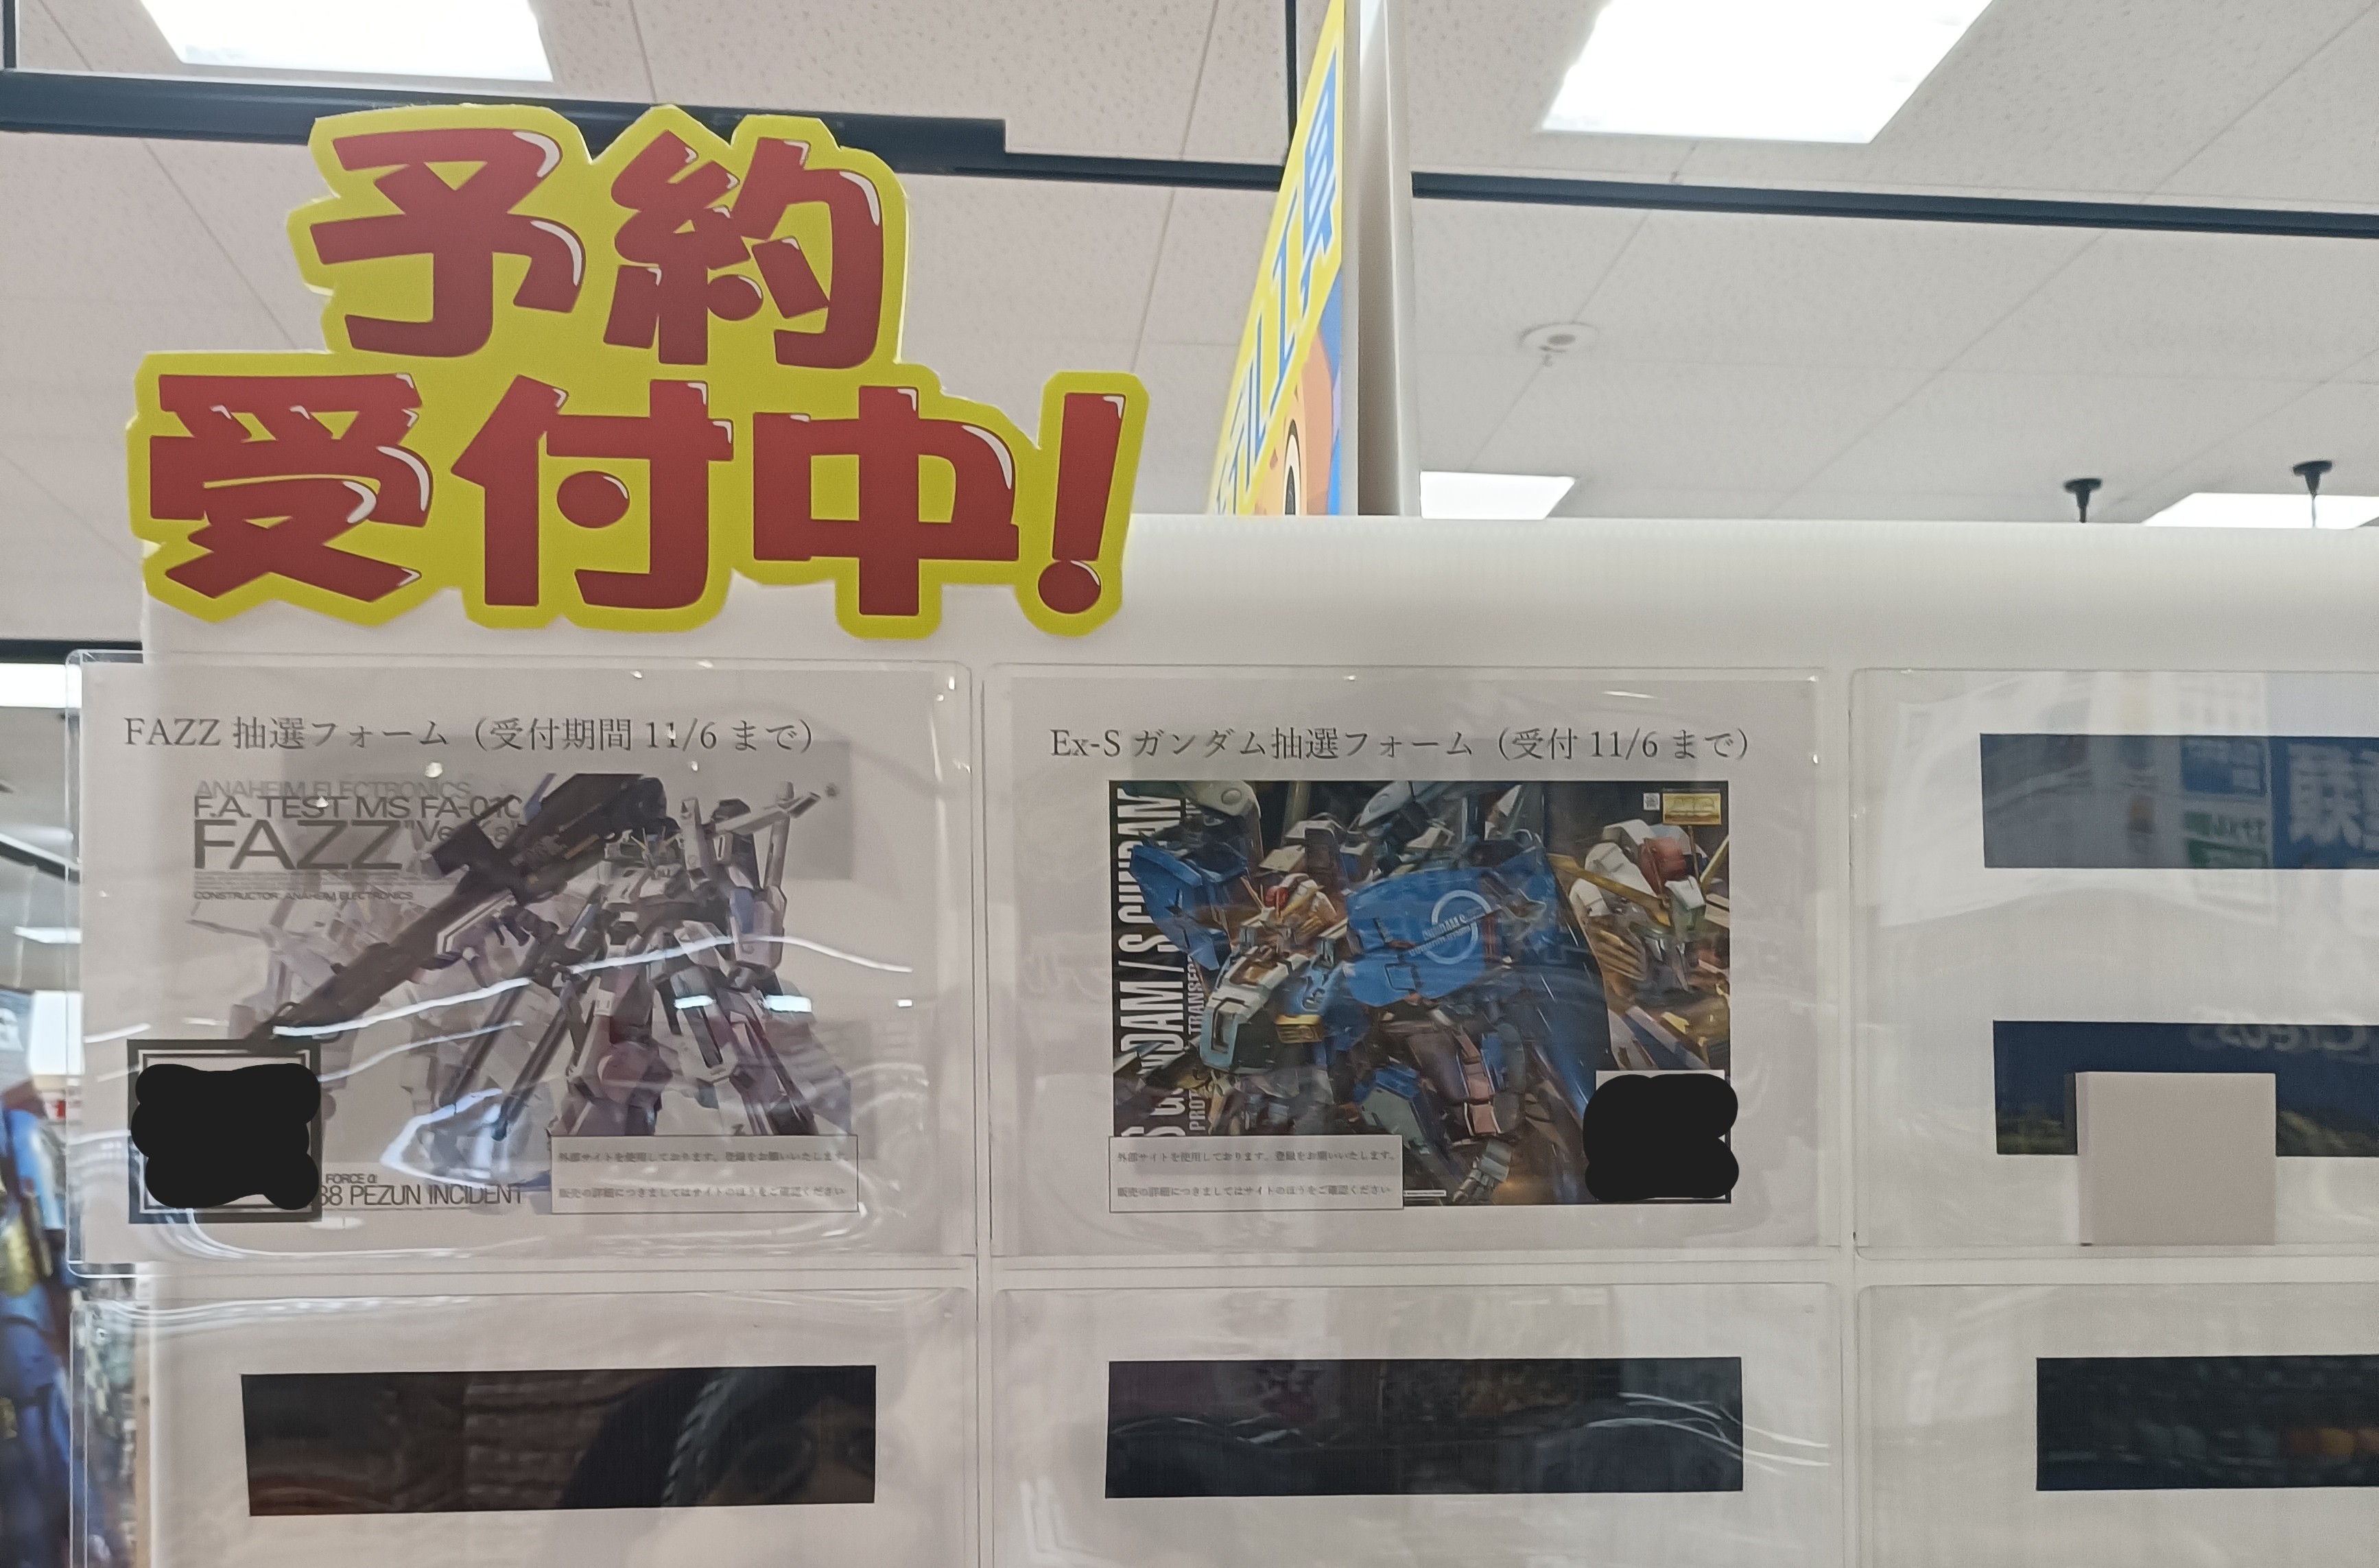 予約
受付中!
FAZZ 抽選フォーム（受付期間 11/6 まで）
ANAHEIM ELECTRONICS
F.A. TEST MS FA-010
FAZZ
CONSTRUCTOR: ANAHEIM ELECTRONICS
FORCE α
88 PEZUN INCIDENT
外部サイトを使用しております。登録をお願いいたします。
販売の詳細につきましてはサイトのほうをご確認ください
Ex-S ガンダム抽選フォーム（受付 11/6 まで）
GUNDAM / S GUNDAM
外部サイトを使用しております。登録をお願いいたします。
販売の詳細につきましてはサイトのほうをご確認ください